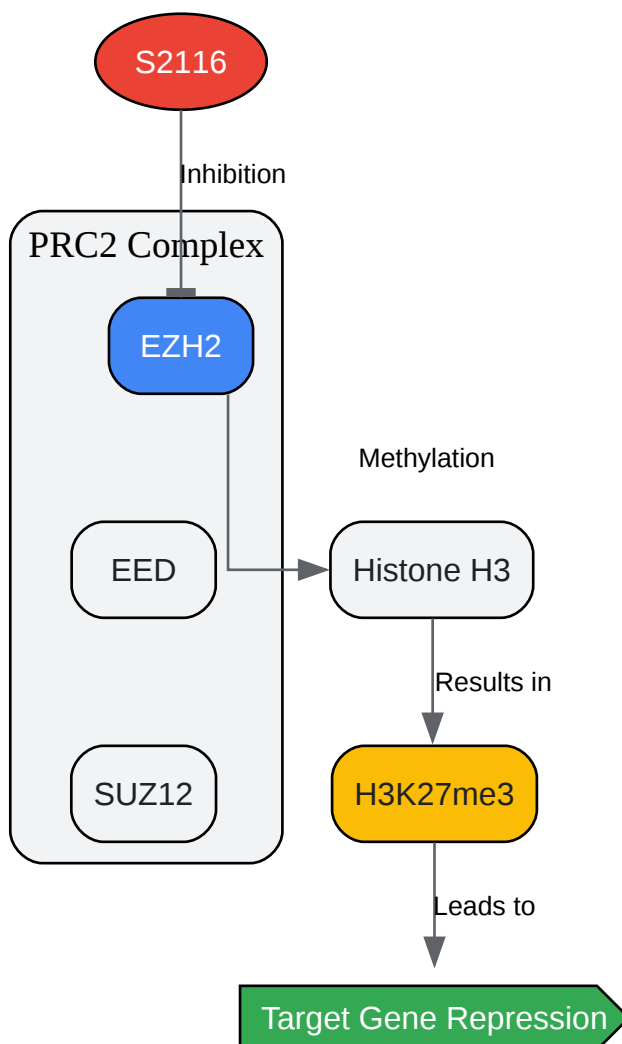 S2116
Inhibition
PRC2 Complex
EZH2
Methylation
EED
Histone H3
Results in
SUZ12
H3K27me3
Leads to
Target Gene Repression